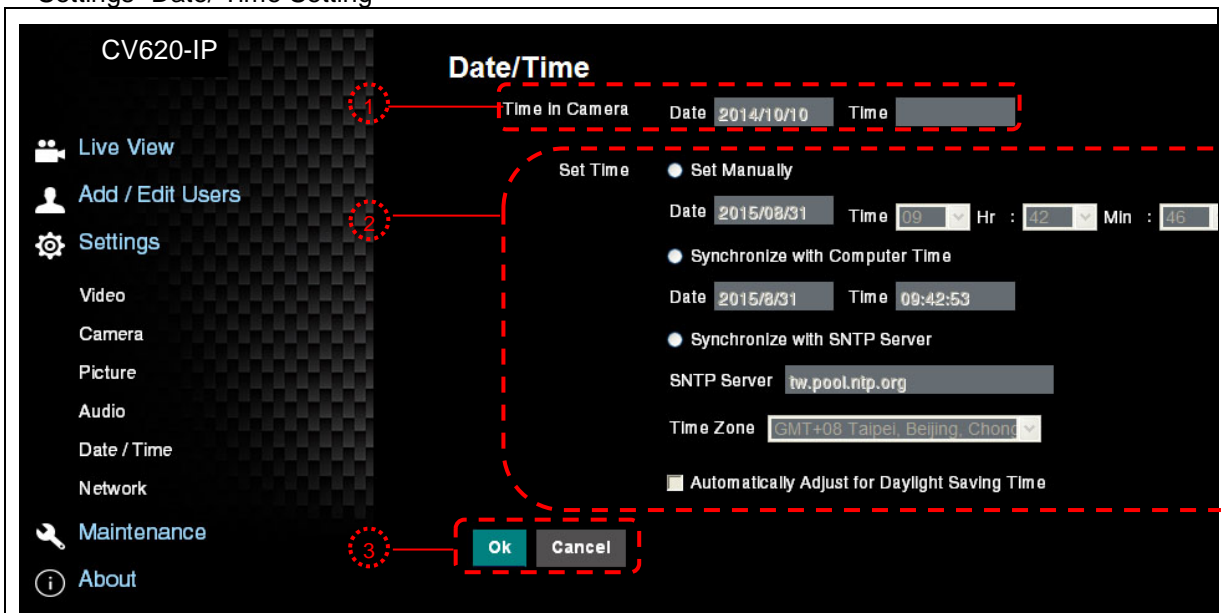 Settings- Date/ Time Setting
CV620-IP
Date/Time
1
Time in Camera Date 2014/10/10 Time
Live View
Set Time Set Manually
Add / Edit Users
2
Date 2015/08/31 Time 09 Hr : 42 Min : 46
Settings
Synchronize with Computer Time
Video
Date 2015/8/31 Time 09:42:53
Camera
Synchronize with SNTP Server
Picture
SNTP Server tw.pool.ntp.org
Audio
Time Zone GMT+08 Taipei, Beijing, Chong
Date / Time
Network
Automatically Adjust for Daylight Saving Time
Maintenance
3
Ok Cancel
About